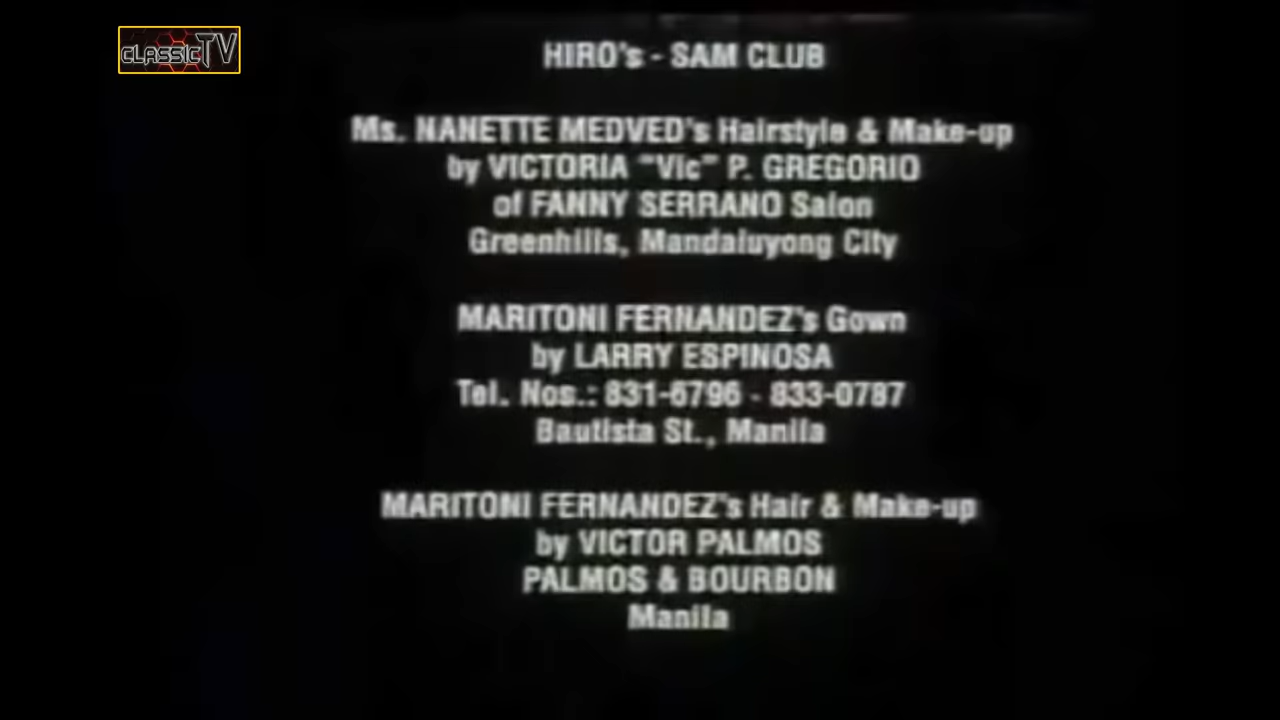 CLASSICTV
HIRO's - SAM CLUB
Ms. NANETTE MEDVED's Hairstyle & Make-up
by VICTORIA "Vic" P. GREGORIO
of FANNY SERRANO Salon
Greenhills, Mandaluyong City
MARITONI FERNANDEZ's Gown
by LARRY ESPINOSA
Tel. Nos.: 831-6796 - 833-0787
Bautista St., Manila
MARITONI FERNANDEZ's Hair & Make-up
by VICTOR PALMOS
PALMOS & BOURBON
Manila